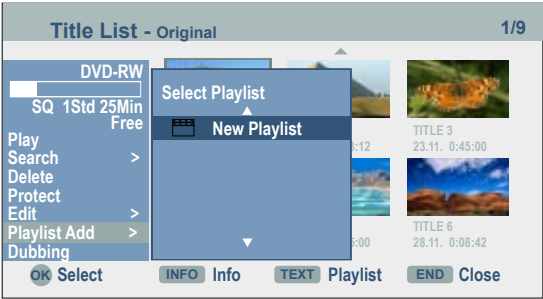 Title List - Original 1/9
DVD-RW
SQ 1Std 25Min
Free
Play
Search >
Delete
Protect
Edit >
Playlist Add >
Dubbing
Select Playlist
New Playlist
:12
TITLE 3
23.11. 0:45:00
5:00
TITLE 6
28.11. 0:08:42
OK Select INFO Info TEXT Playlist END Close